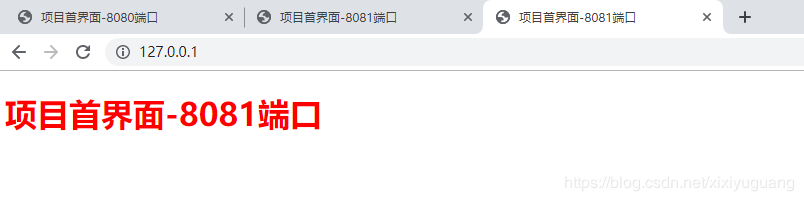 项目首界面-8080端口 项目首界面-8081端口 项目首界面-8081端口
127.0.0.1
项目首界面-8081端口
https://blog.csdn.net/xixiyuguang